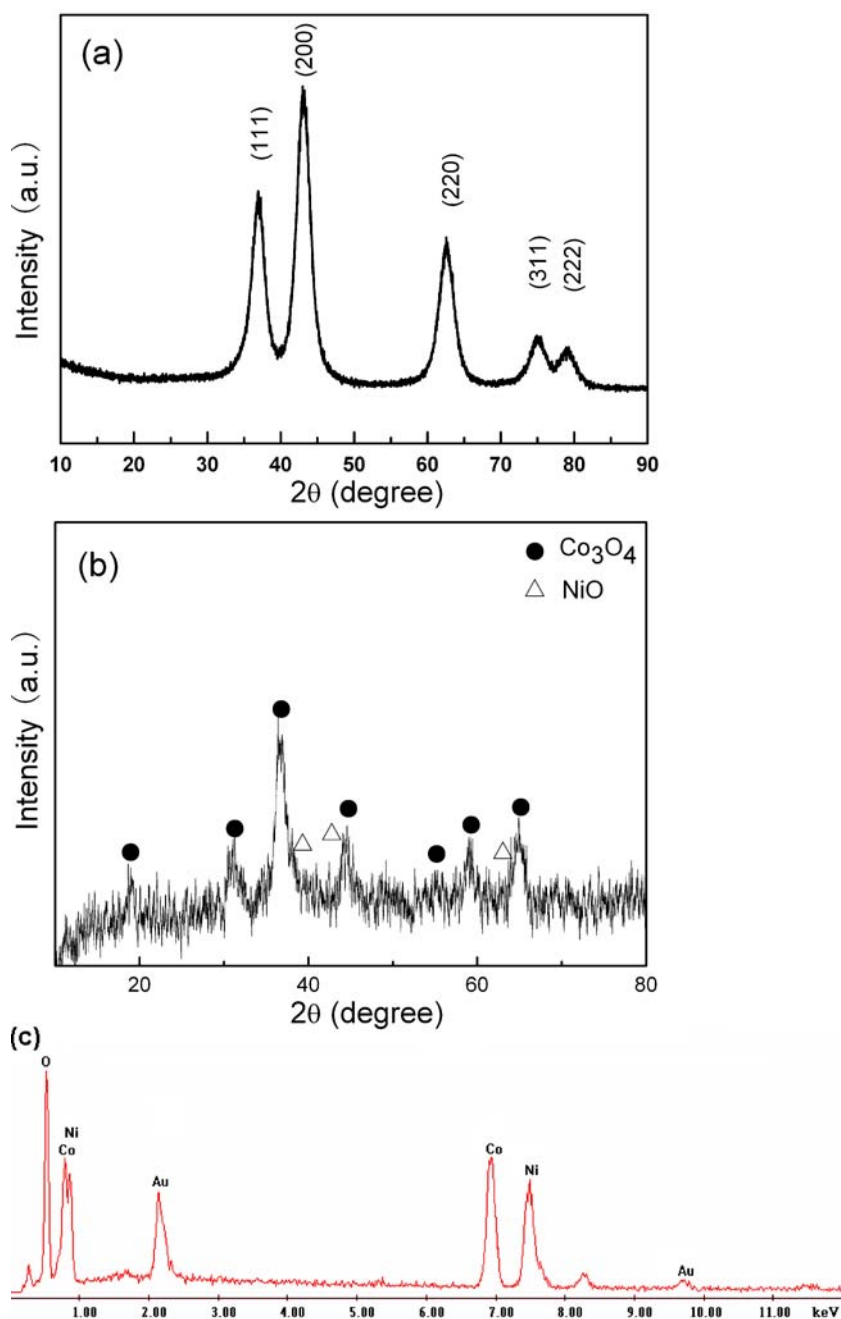 (a)
(111)
(200)
(220)
(311)
(222)
Intensity (a.u.)
10 20 30 40 50 60 70 80 90
2θ (degree)
(b)
● Co₃O₄
△ NiO
Intensity (a.u.)
20 40 60 80
2θ (degree)
(c)
O
Ni
Co
Au
Co
Ni
Au
1.00 2.00 3.00 4.00 5.00 6.00 7.00 8.00 9.00 10.00 11.00 keV